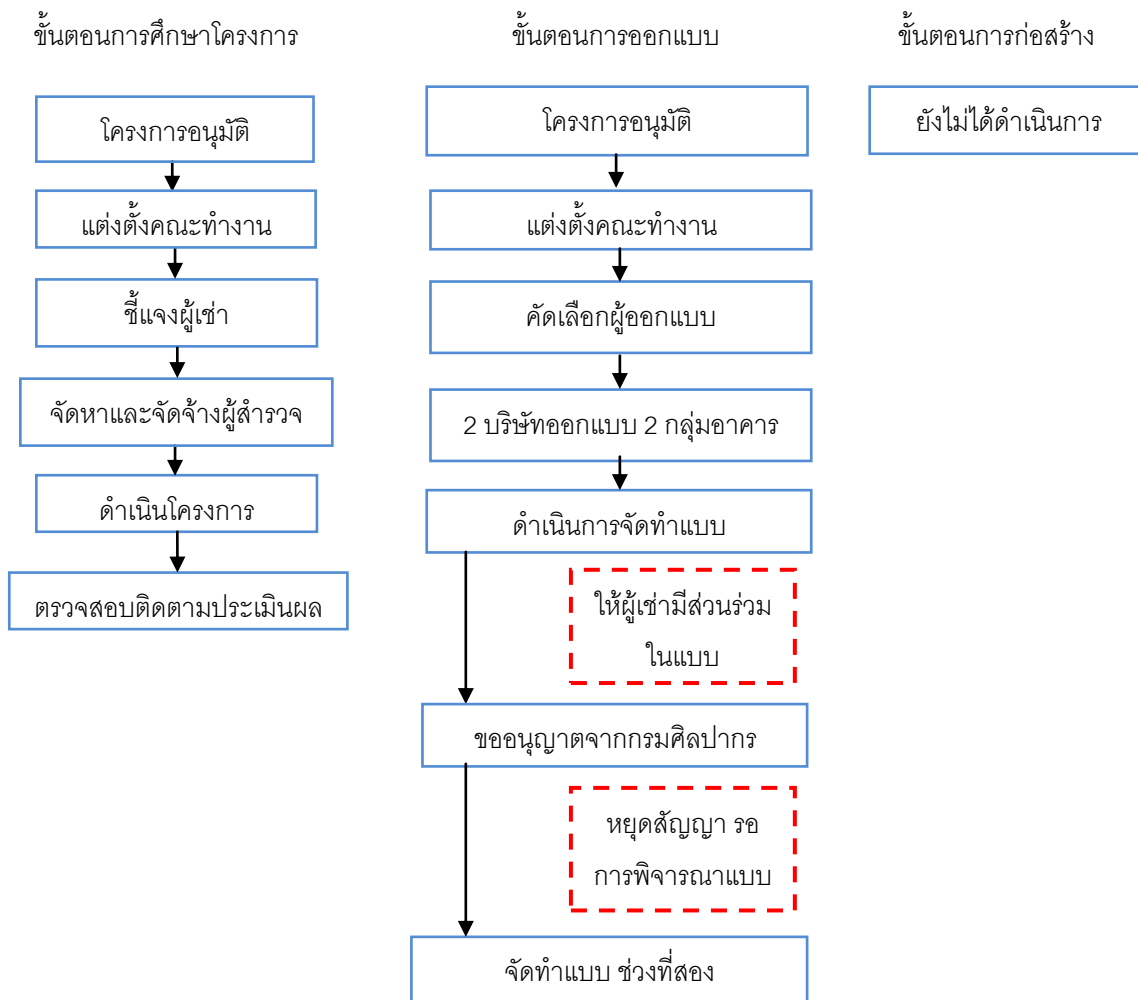 ขั้นตอนการศึกษาโครงการ
โครงการอนุมัติ
แต่งตั้งคณะทำงาน
ชี้แจงผู้เช่า
จัดหาและจัดจ้างผู้สำรวจ
ดำเนินโครงการ
ตรวจสอบติดตามประเมินผล
ขั้นตอนการออกแบบ
โครงการอนุมัติ
แต่งตั้งคณะทำงาน
คัดเลือกผู้ออกแบบ
2 บริษัทออกแบบ 2 กลุ่มอาคาร
ดำเนินการจัดทำแบบ
ให้ผู้เช่ามีส่วนร่วม
ในแบบ
ขออนุญาตจากกรมศิลปากร
หยุดสัญญา รอ
การพิจารณาแบบ
จัดทำแบบ ช่วงที่สอง
ขั้นตอนการก่อสร้าง
ยังไม่ได้ดำเนินการ